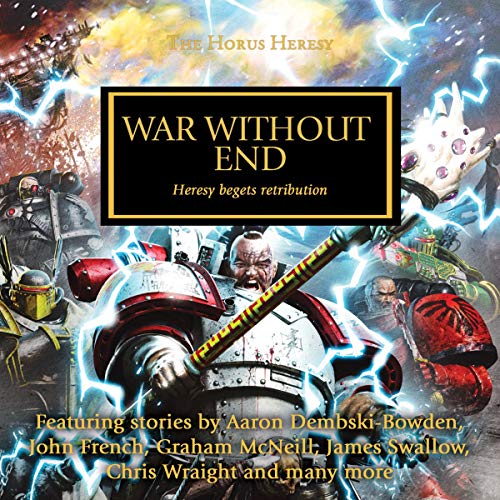 The Horus Heresy
WAR WITHOUT
END
Heresy begets retribution
Featuring stories by Aaron Dembski-Bowden,
John French, Graham McNeill, James Swallow,
Chris Wraight and many more